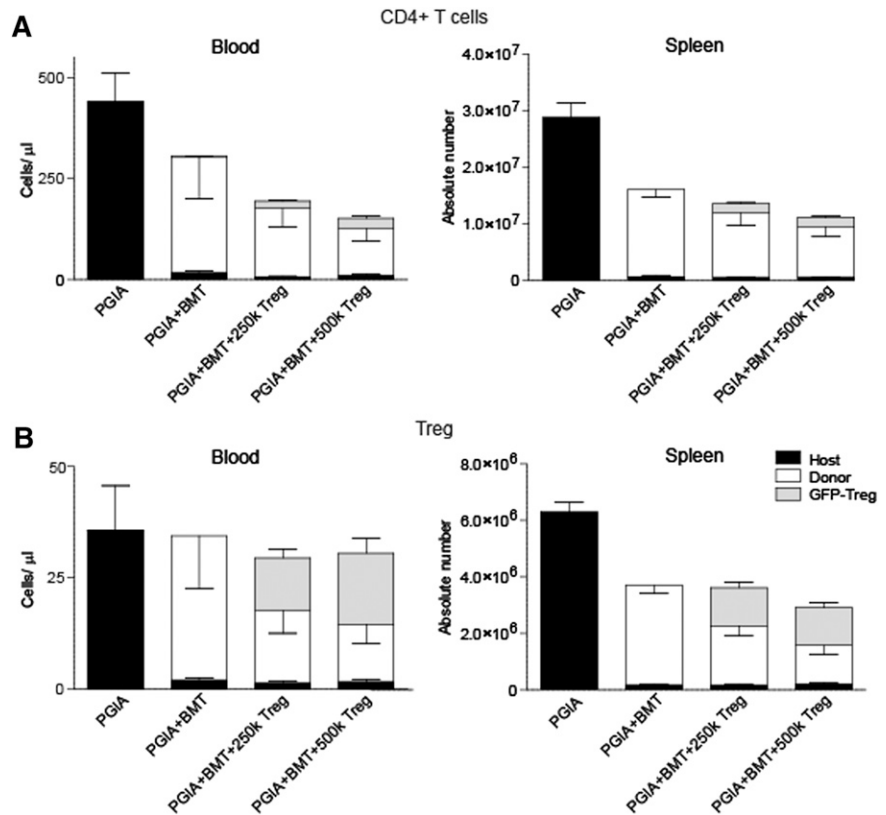 A
CD4+ T cells
Blood
Cells/ μl
500
250
0
PGIA
PGIA+BMT
PGIA+BMT+250k Treg
PGIA+BMT+500k Treg
Spleen
Absolute number
4.0×10⁷
3.0×10⁷
2.0×10⁷
1.0×10⁷
0
PGIA
PGIA+BMT
PGIA+BMT+250k Treg
PGIA+BMT+500k Treg
B
Treg
Blood
Cells/ μl
50
25
0
PGIA
PGIA+BMT
PGIA+BMT+250k Treg
PGIA+BMT+500k Treg
Spleen
Absolute number
8.0×10⁶
6.0×10⁶
4.0×10⁶
2.0×10⁶
0
PGIA
PGIA+BMT
PGIA+BMT+250k Treg
PGIA+BMT+500k Treg
Host
Donor
GFP-Treg